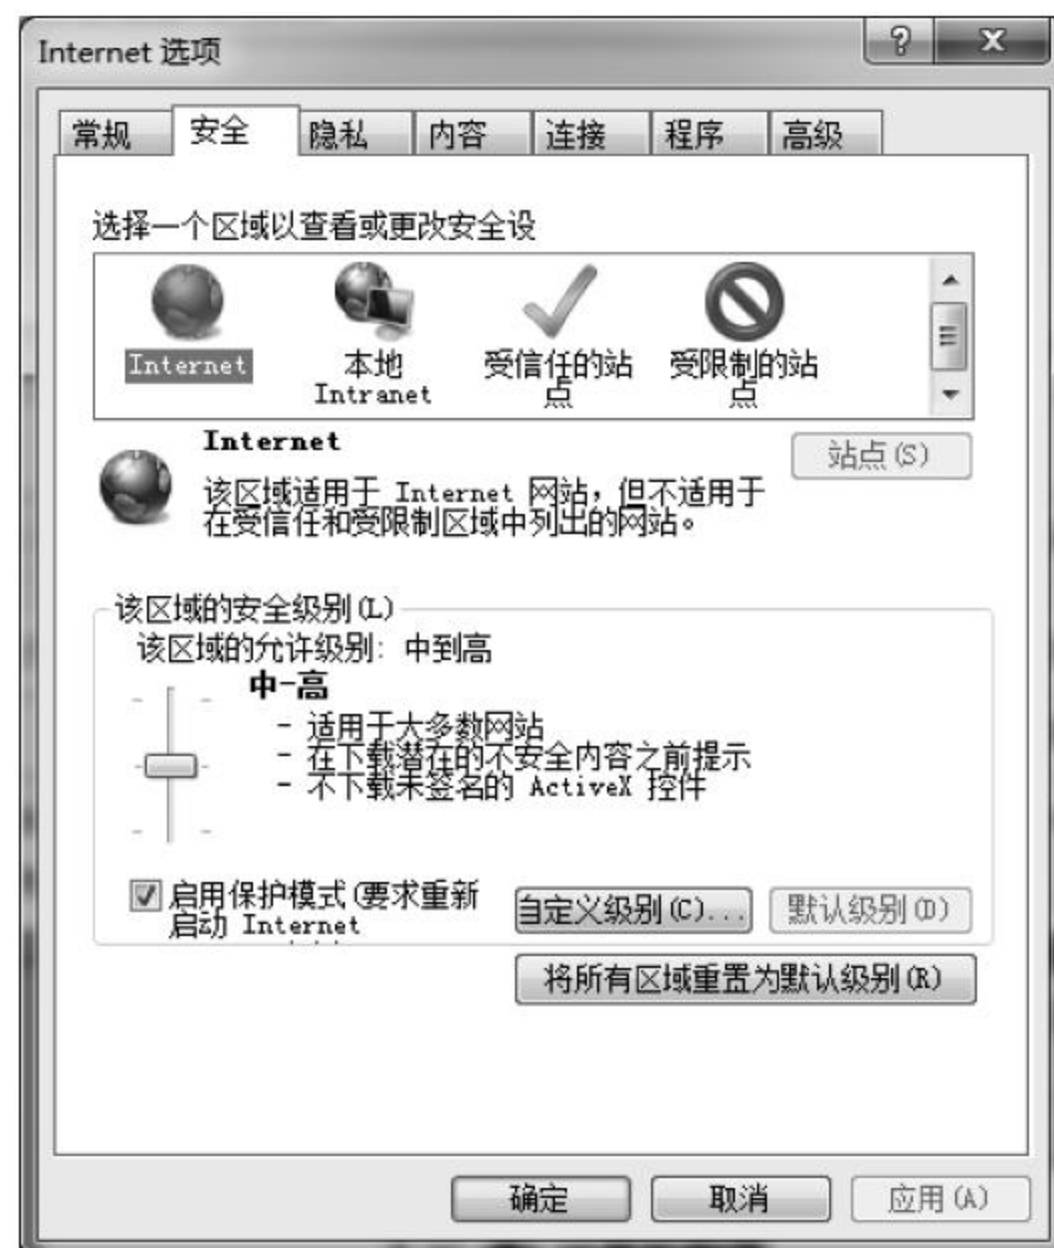 Internet 选项
常规 安全 隐私 内容 连接 程序 高级
选择一个区域以查看或更改安全设
Internet 本地 受信任的站 受限制的站
Intranet 点 点
Internet
站点(S)
该区域适用于 Internet 网站，但不适用于
在受信任和受限制区域中列出的网站。
该区域的安全级别(L)
该区域的允许级别: 中到高
中-高
- 适用于大多数网站
- 在下载潜在的不安全内容之前提示
- 不下载未签名的 ActiveX 控件
启用保护模式(要求重新
启动 Internet
自定义级别(C)... 默认级别(D)
将所有区域重置为默认级别(R)
确定 取消 应用(A)